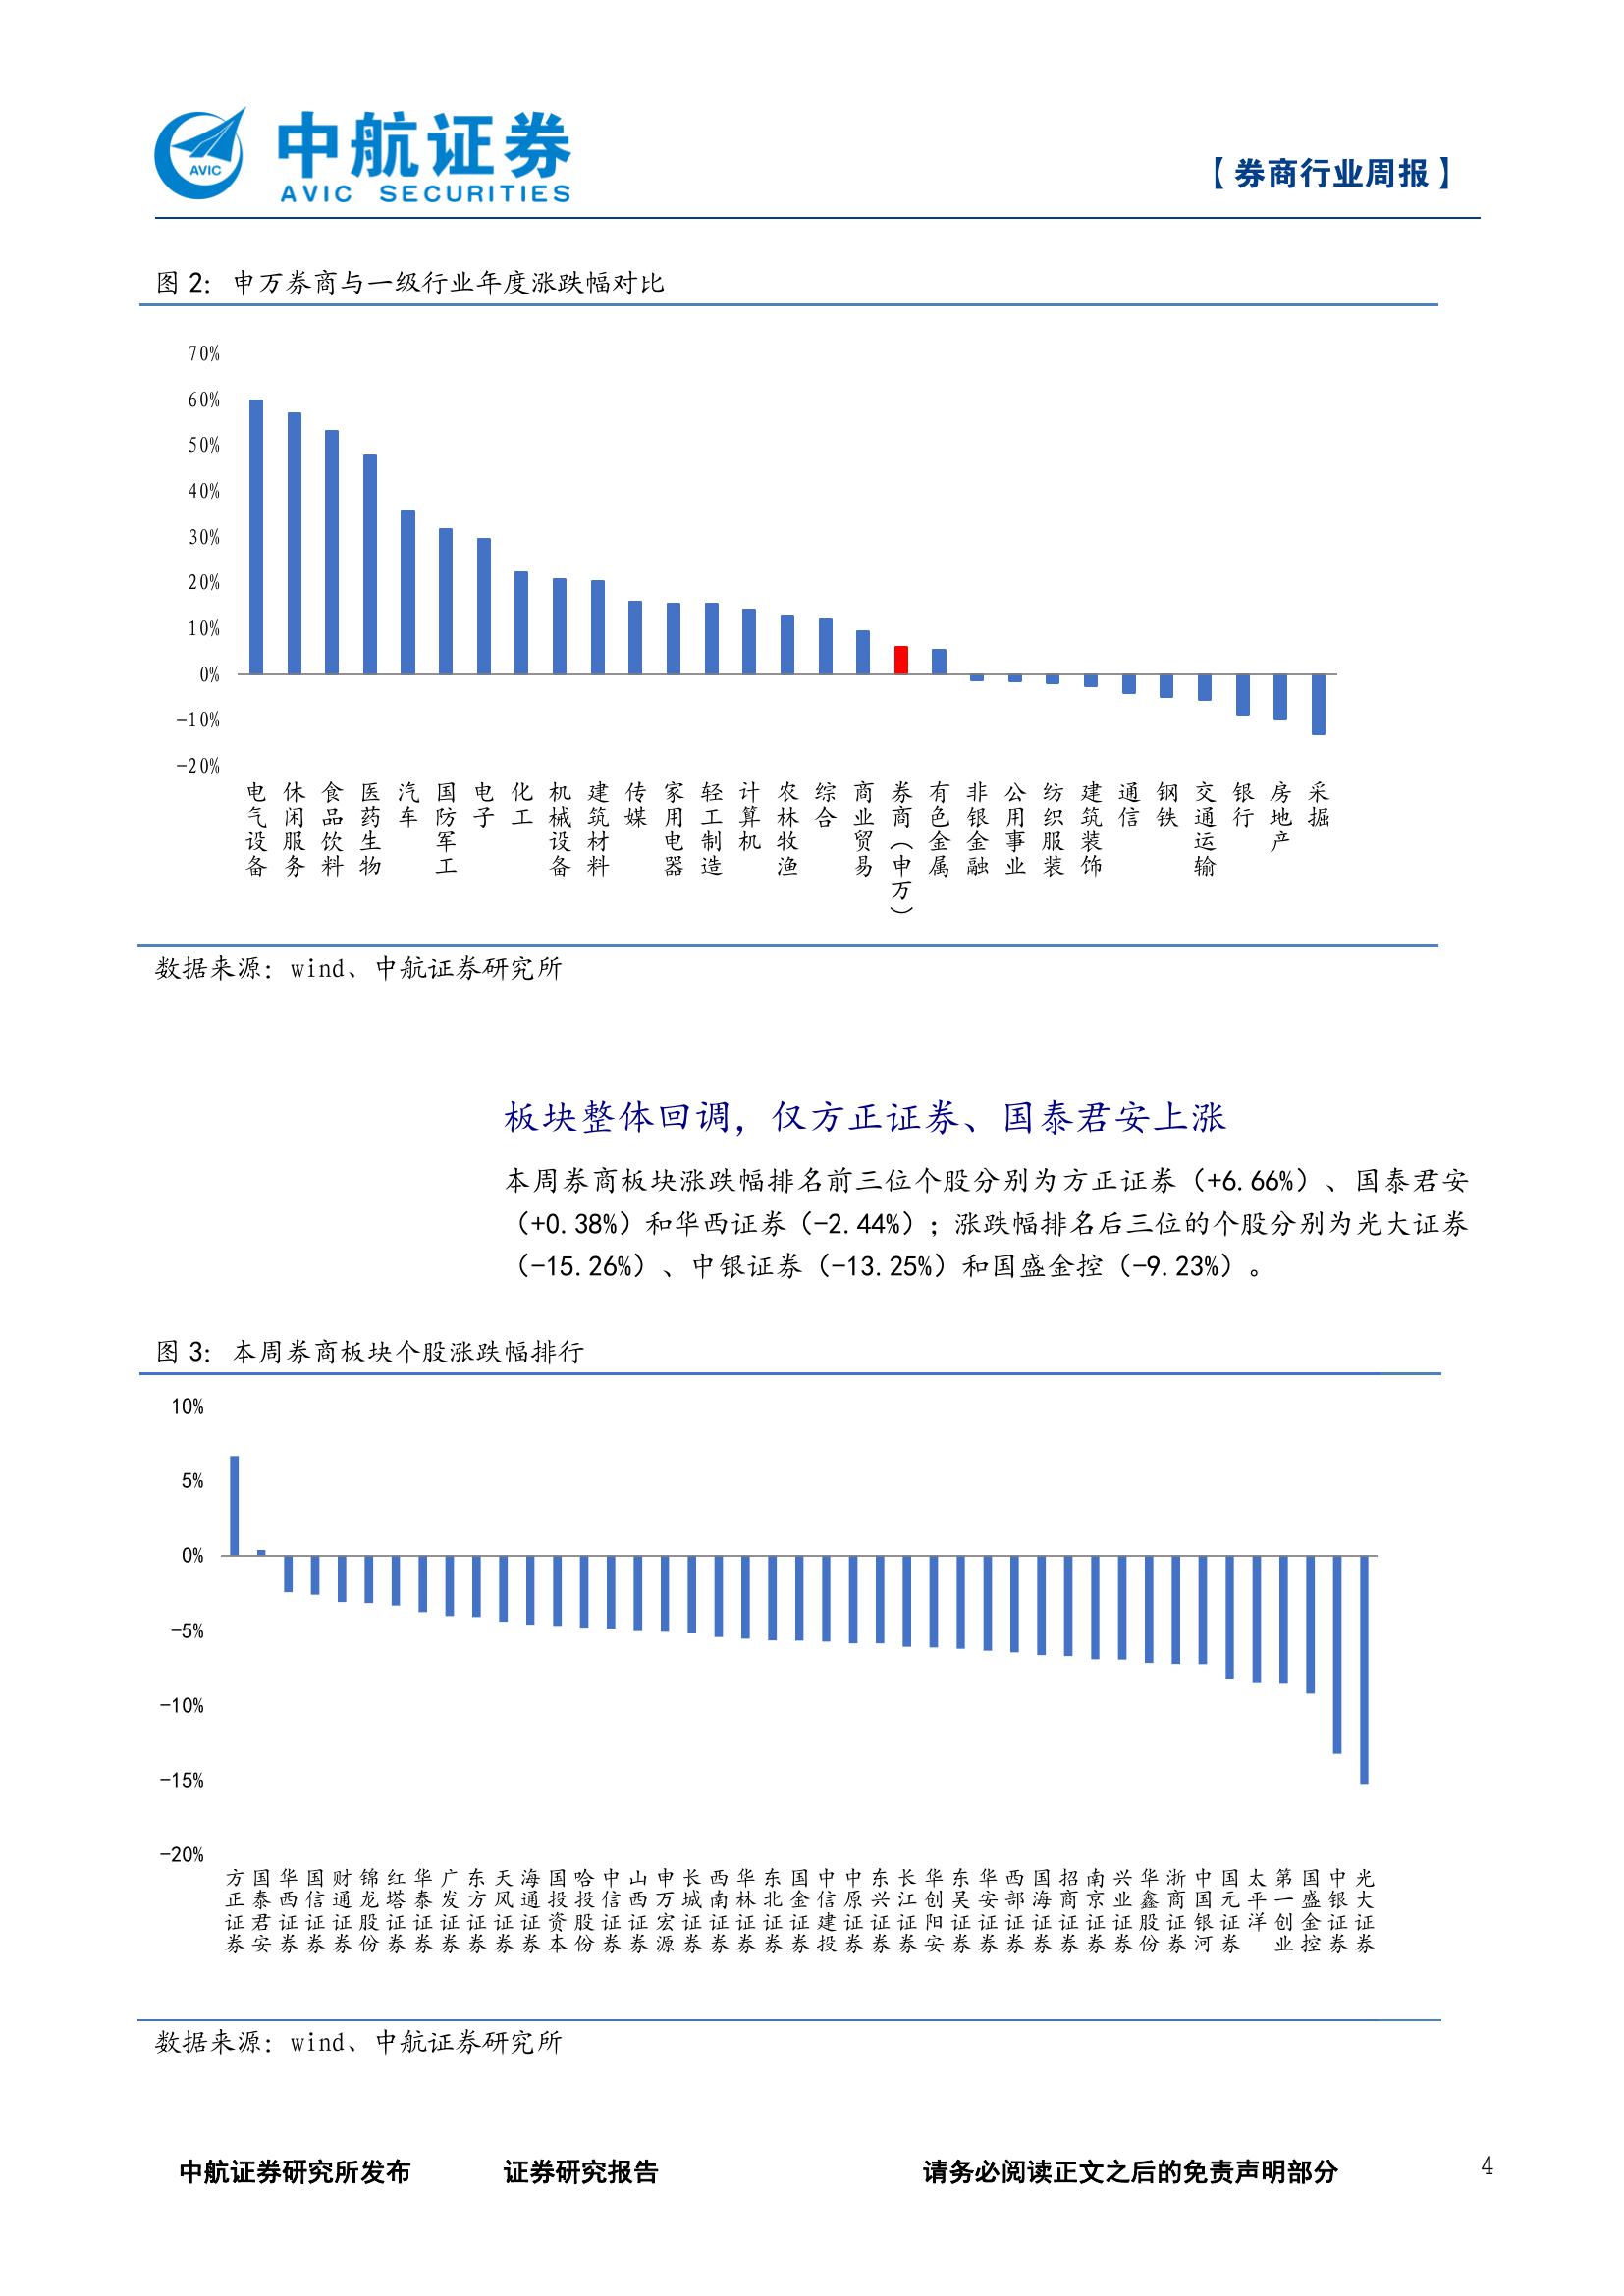 中航证券
AVIC SECURITIES
AVIC
【券商行业周报】
图 2：申万券商与一级行业年度涨跌幅对比
70%
60%
50%
40%
30%
20%
10%
0%
-10%
-20%
电气设备
休闲服务
食品饮料
医药生物
汽车
国防军工
电子
化工
机械设备
建筑材料
传媒
家用电器
轻工制造
计算机
农林牧渔
综合
商业贸易
券商（申万）
有色金属
非银金融
公用事业
纺织服装
建筑装饰
通信
钢铁
交通运输
银行
房地产
采掘
数据来源：wind、中航证券研究所
板块整体回调，仅方正证券、国泰君安上涨
本周券商板块涨跌幅排名前三位个股分别为方正证券（+6.66%）、国泰君安
（+0.38%）和华西证券（-2.44%）；涨跌幅排名后三位的个股分别为光大证券
（-15.26%）、中银证券（-13.25%）和国盛金控（-9.23%）。
图 3：本周券商板块个股涨跌幅排行
10%
5%
0%
-5%
-10%
-15%
-20%
方正证券
国泰君安
华西证券
国信证券
财通证券
锦龙股份
红塔证券
华泰证券
广发证券
东方证券
天风证券
海通证券
国投资本
哈投股份
中信证券
山西证券
申万宏源
长城证券
西南证券
华林证券
东北证券
国金证券
中信建投
中原证券
东兴证券
长江证券
华创阳安
东吴证券
华安证券
西部证券
国海证券
招商证券
南京证券
兴业证券
华鑫股份
浙商证券
中国银河
国元证券
太平洋
第一创业
国盛金控
中银证券
光大证券
数据来源：wind、中航证券研究所
中航证券研究所发布 证券研究报告 请务必阅读正文之后的免责声明部分 4